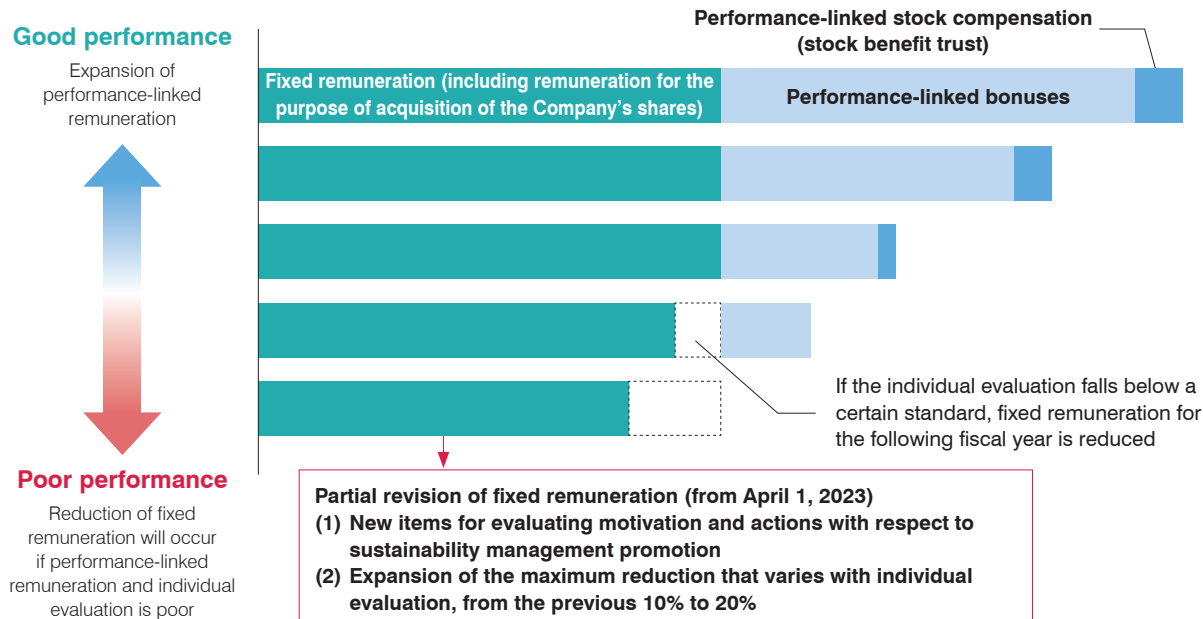 Good performance
Expansion of
performance-linked
remuneration
Performance-linked stock compensation
(stock benefit trust)
Fixed remuneration (including remuneration for the
purpose of acquisition of the Company’s shares)
Performance-linked bonuses
If the individual evaluation falls below a
certain standard, fixed remuneration for
the following fiscal year is reduced
Poor performance
Reduction of fixed
remuneration will occur
if performance-linked
remuneration and individual
evaluation is poor
Partial revision of fixed remuneration (from April 1, 2023)
(1) New items for evaluating motivation and actions with respect to
sustainability management promotion
(2) Expansion of the maximum reduction that varies with individual
evaluation, from the previous 10% to 20%